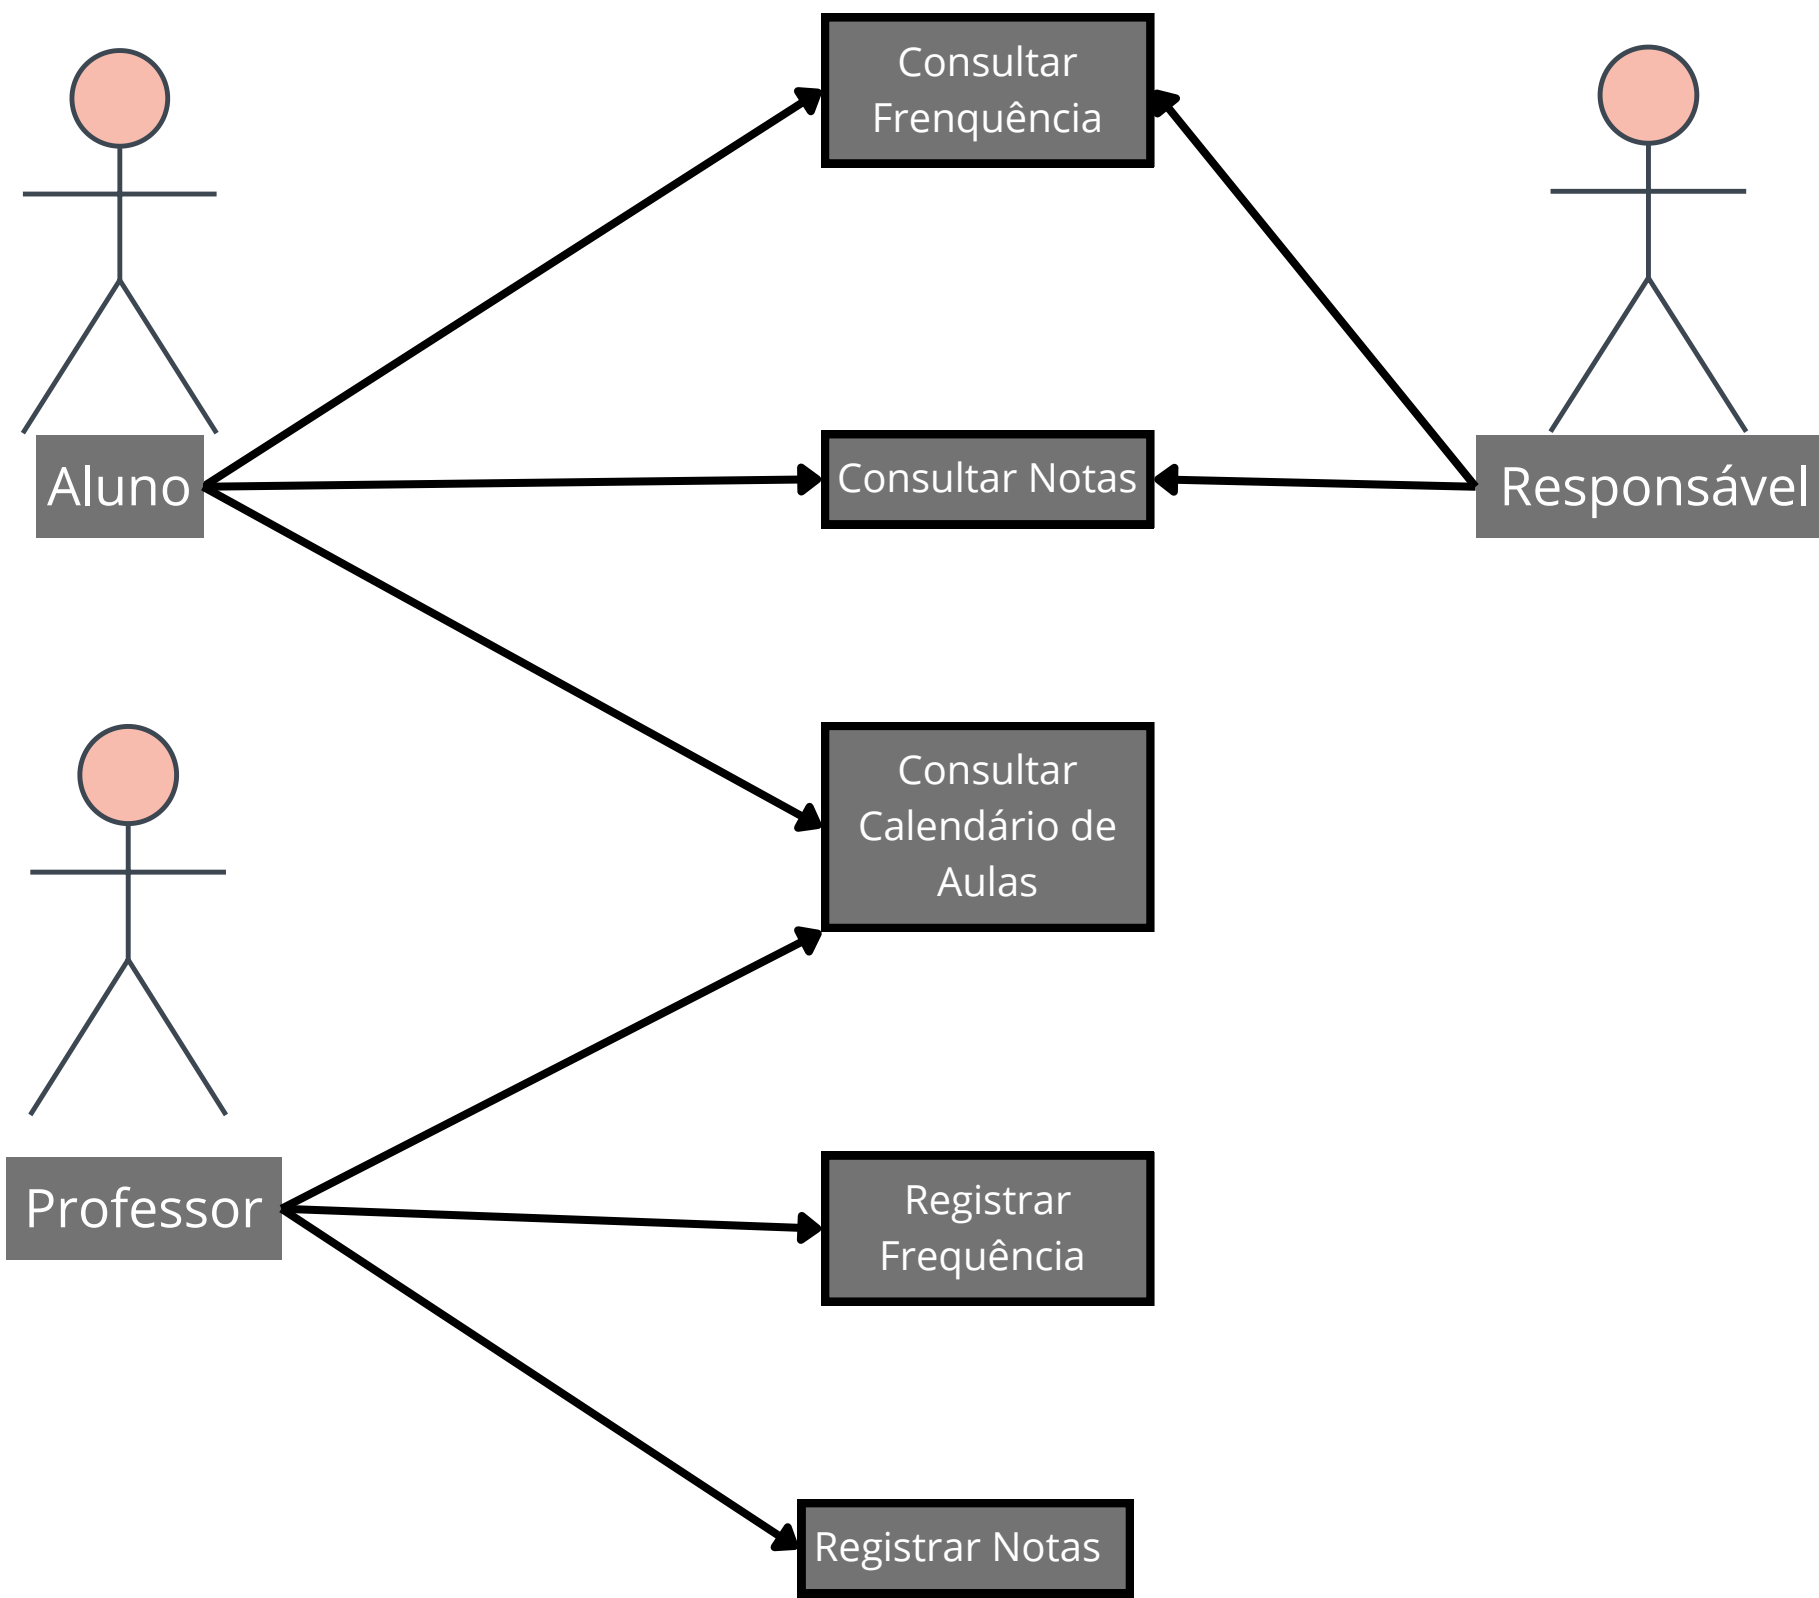 Consultar
Frenquência
Aluno
Consultar Notas
Responsável
Consultar
Calendário de
Aulas
Professor
Registrar
Frequência
Registrar Notas